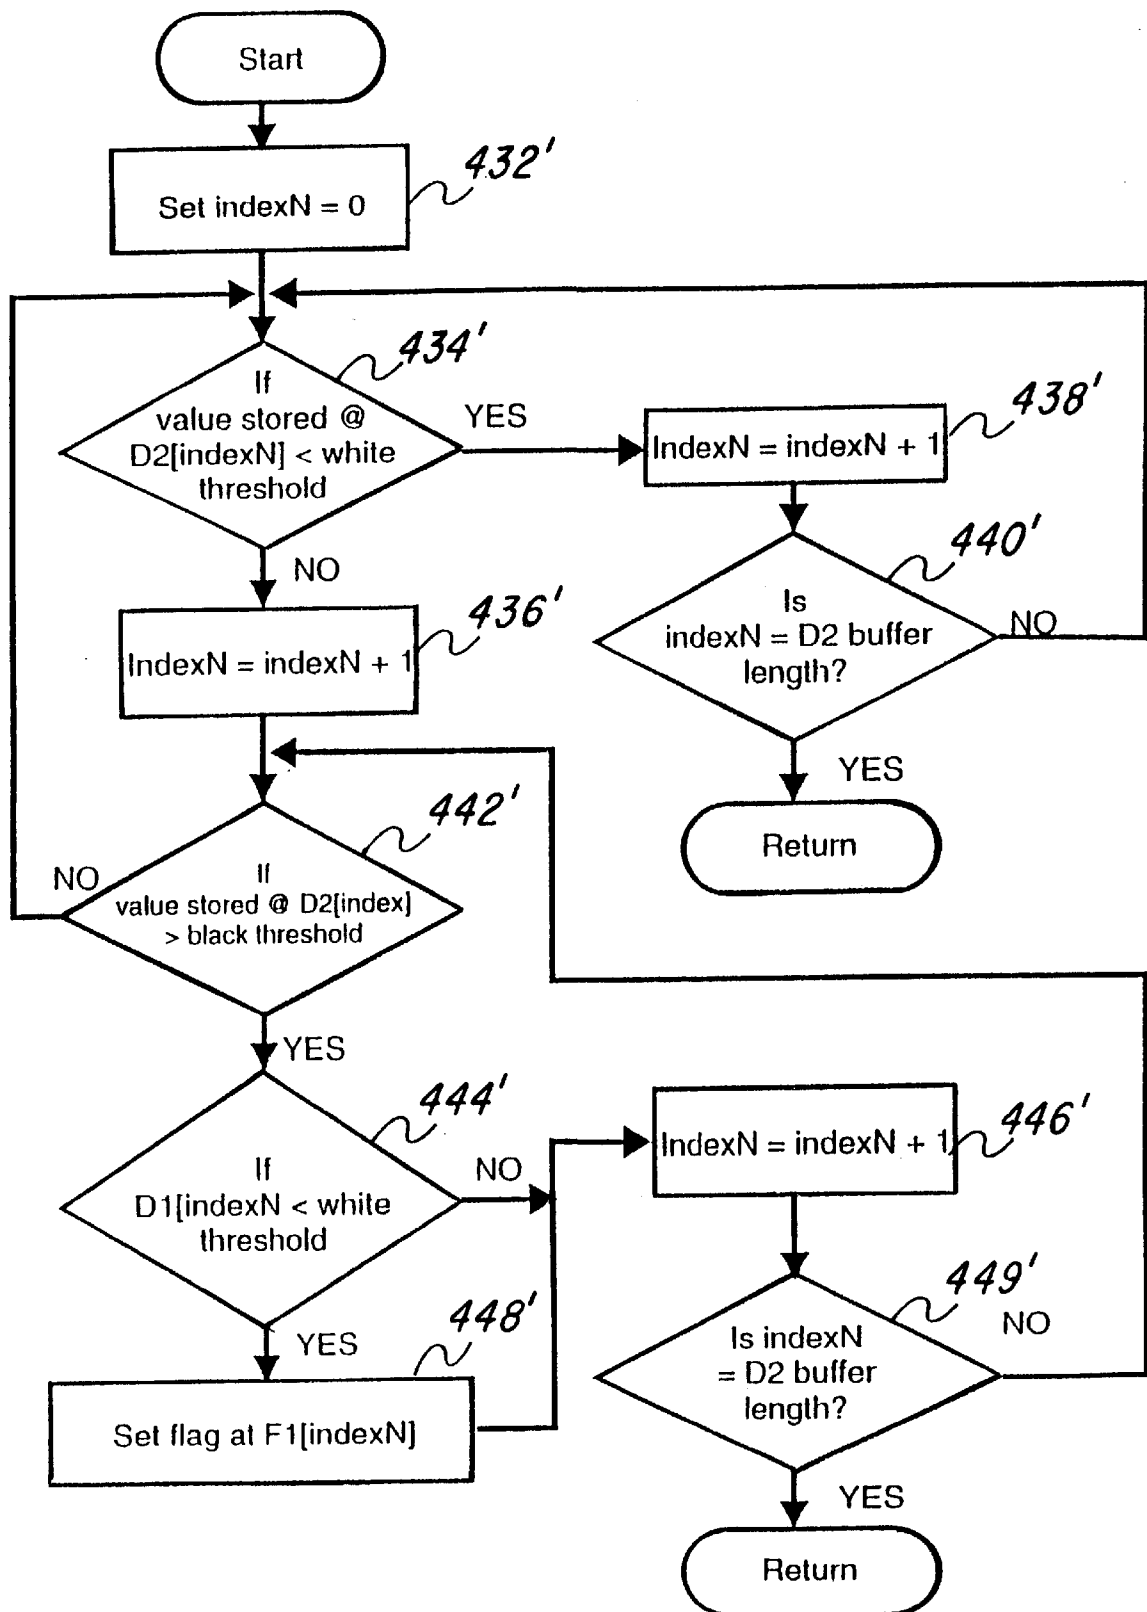 Start
432'
Set indexN = 0
434'
If
value stored @
D2[indexN] < white
threshold
YES
438'
IndexN = indexN + 1
NO
436'
IndexN = indexN + 1
440'
Is
indexN = D2 buffer
length?
NO
YES
Return
442'
NO
If
value stored @ D2[index]
> black threshold
YES
444'
If
D1[indexN < white
threshold
NO
446'
IndexN = indexN + 1
YES
448'
Set flag at F1[indexN]
449'
Is indexN
= D2 buffer
length?
NO
YES
Return